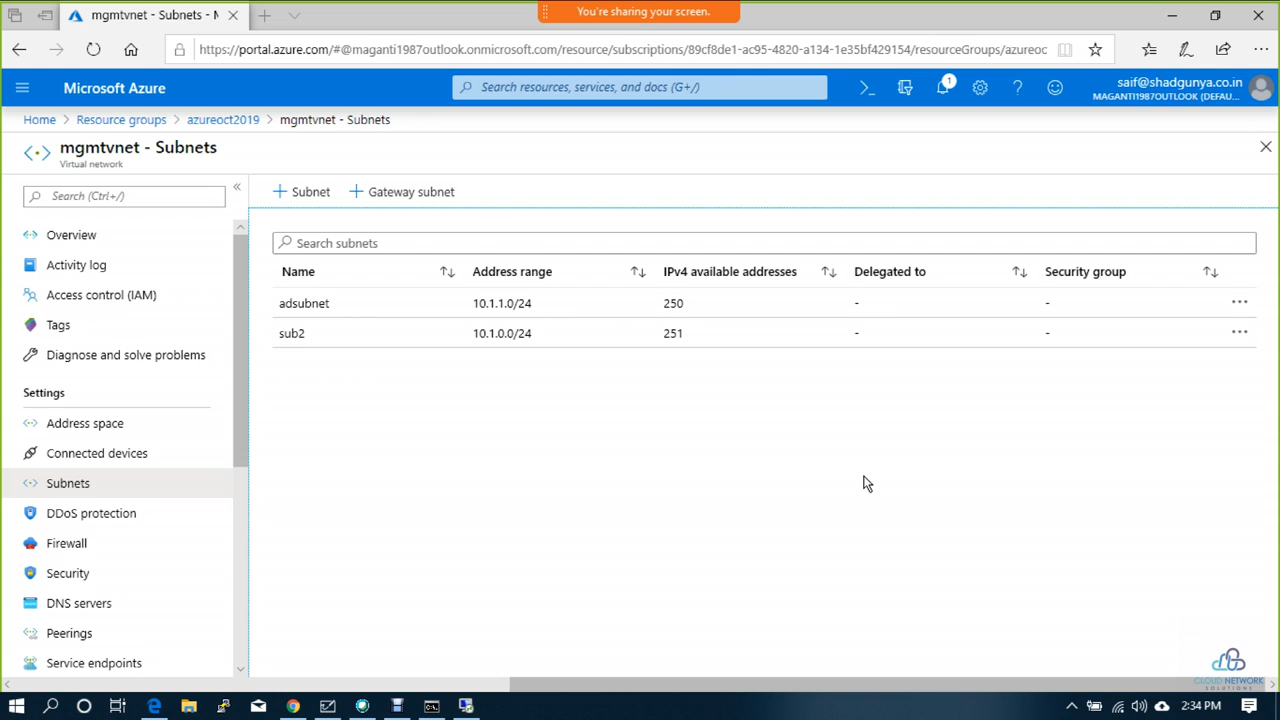 You're sharing your screen.
mgmtvnet - Subnets - M
https://portal.azure.com/#@maganti1987outlook.onmicrosoft.com/resource/subscriptions/89cf8de1-ac95-4820-a134-1e35bf429154/resourceGroups/azureoc
Microsoft Azure
Search resources, services, and docs (G+/)
1
saif@shadgunya.co.in
MAGANTI1987OUTLOOK (DEFAU...
Home > Resource groups > azureoct2019 > mgmtvnet - Subnets
mgmtvnet - Subnets
Virtual network
Search (Ctrl+/)
Overview
Activity log
Access control (IAM)
Tags
Diagnose and solve problems
Settings
Address space
Connected devices
Subnets
DDoS protection
Firewall
Security
DNS servers
Peerings
Service endpoints
+ Subnet + Gateway subnet
Search subnets
Name Address range IPv4 available addresses Delegated to Security group
adsubnet 10.1.1.0/24 250 - -
sub2 10.1.0.0/24 251 - -
CLOUD NETWORK
SOLUTIONS
2:34 PM